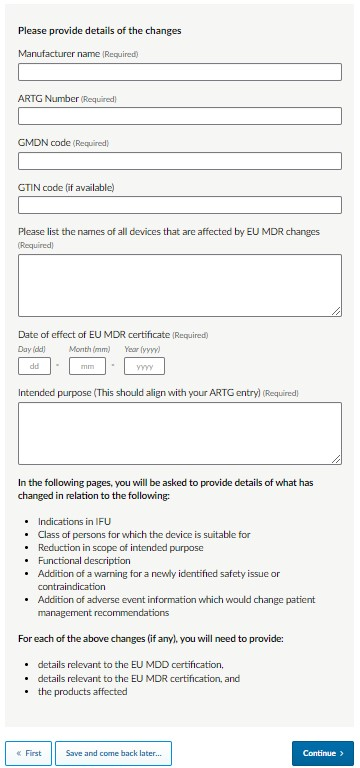 Please provide details of the changes
Manufacturer name (Required)
ARTG Number (Required)
GMDN code (Required)
GTIN code (if available)
Please list the names of all devices that are affected by EU MDR changes
(Required)
Date of effect of EU MDR certificate (Required)
Day (dd) Month (mm) Year (yyyy)
dd - mm - yyyy
Intended purpose (This should align with your ARTG entry) (Required)
In the following pages, you will be asked to provide details of what has
changed in relation to the following:
• Indications in IFU
• Class of persons for which the device is suitable for
• Reduction in scope of intended purpose
• Functional description
• Addition of a warning for a newly identified safety issue or
contraindication
• Addition of adverse event information which would change patient
management recommendations
For each of the above changes (if any), you will need to provide:
• details relevant to the EU MDD certification,
• details relevant to the EU MDR certification, and
• the products affected
« First Save and come back later... Continue >